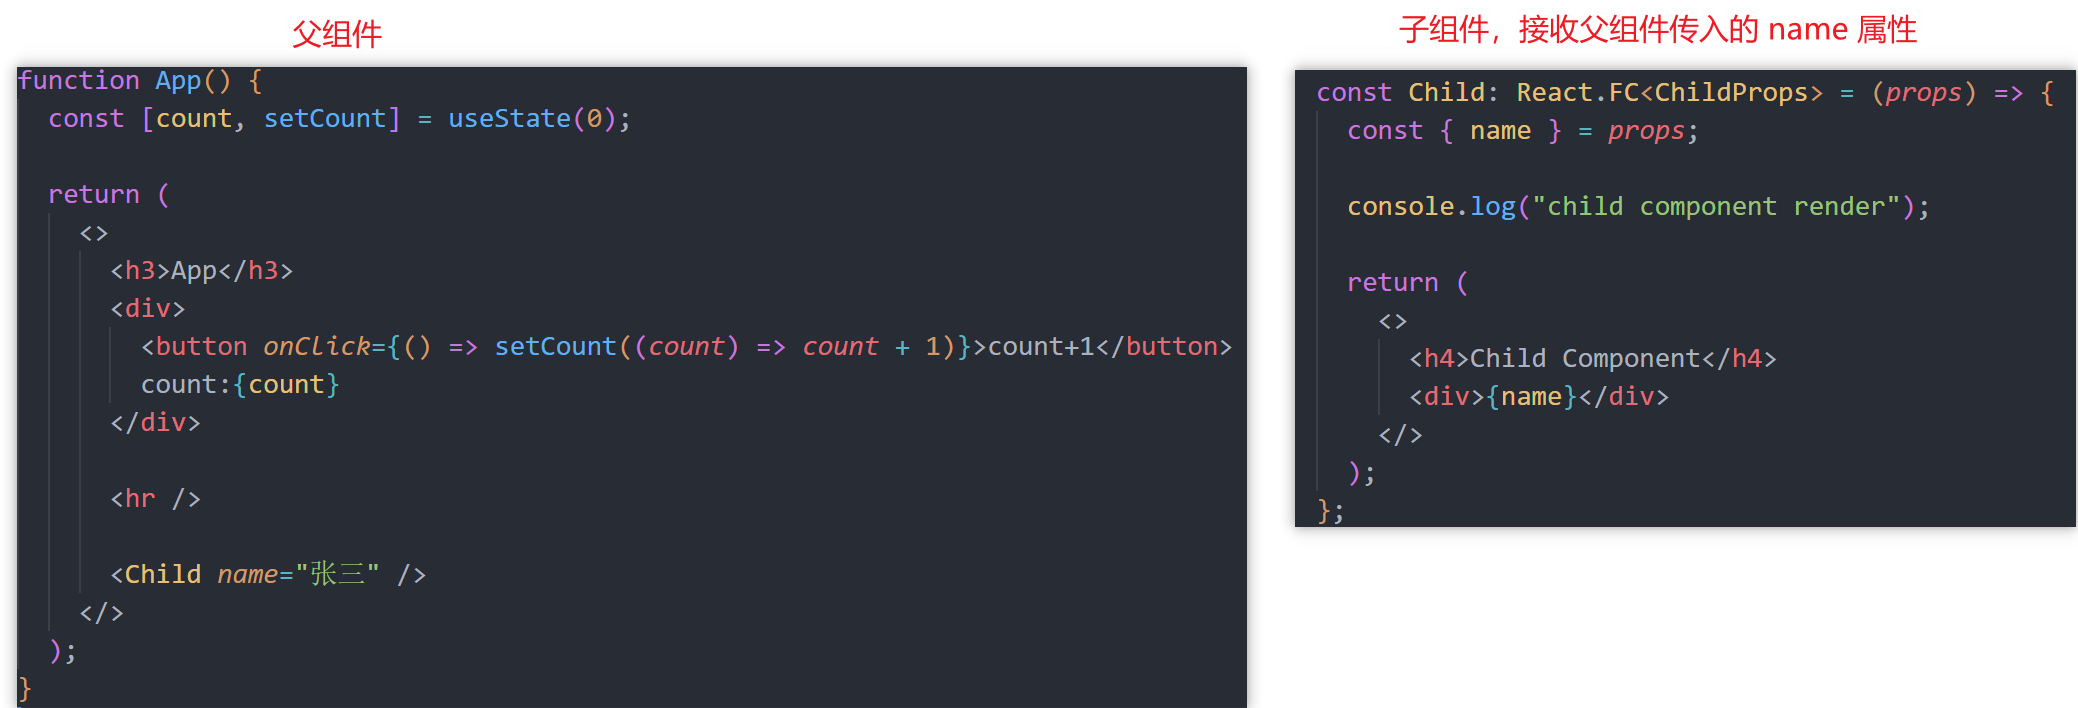 父组件
function App() {
  const [count, setCount] = useState(0);
  return (
    <>
      <h3>App</h3>
      <div>
        <button onClick={() => setCount((count) => count + 1)}>count+1</button>
        count:{count}
      </div>
      <hr />
      <Child name="张三" />
    </>
  );
}
子组件，接收父组件传入的 name 属性
const Child: React.FC<ChildProps> = (props) => {
  const { name } = props;
  console.log("child component render");
  return (
    <>
      <h4>Child Component</h4>
      <div>{name}</div>
    </>
  );
};